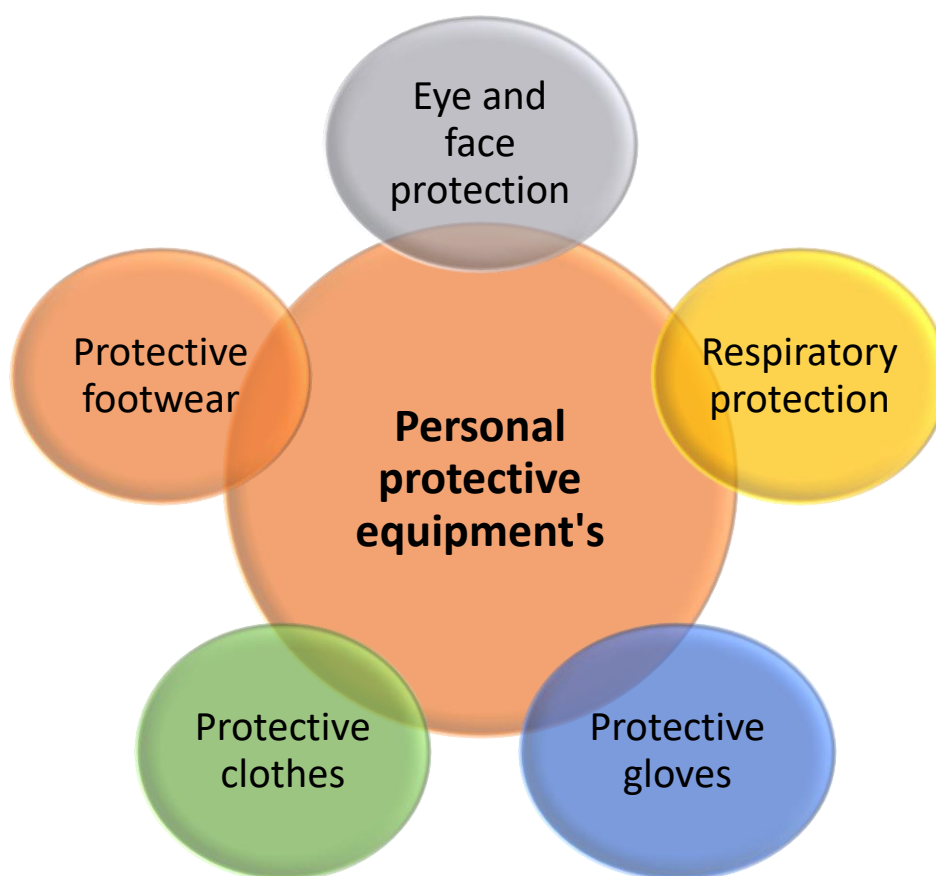 Eye and
face
protection
Protective
footwear
Respiratory
protection
Personal
protective
equipment's
Protective
clothes
Protective
gloves